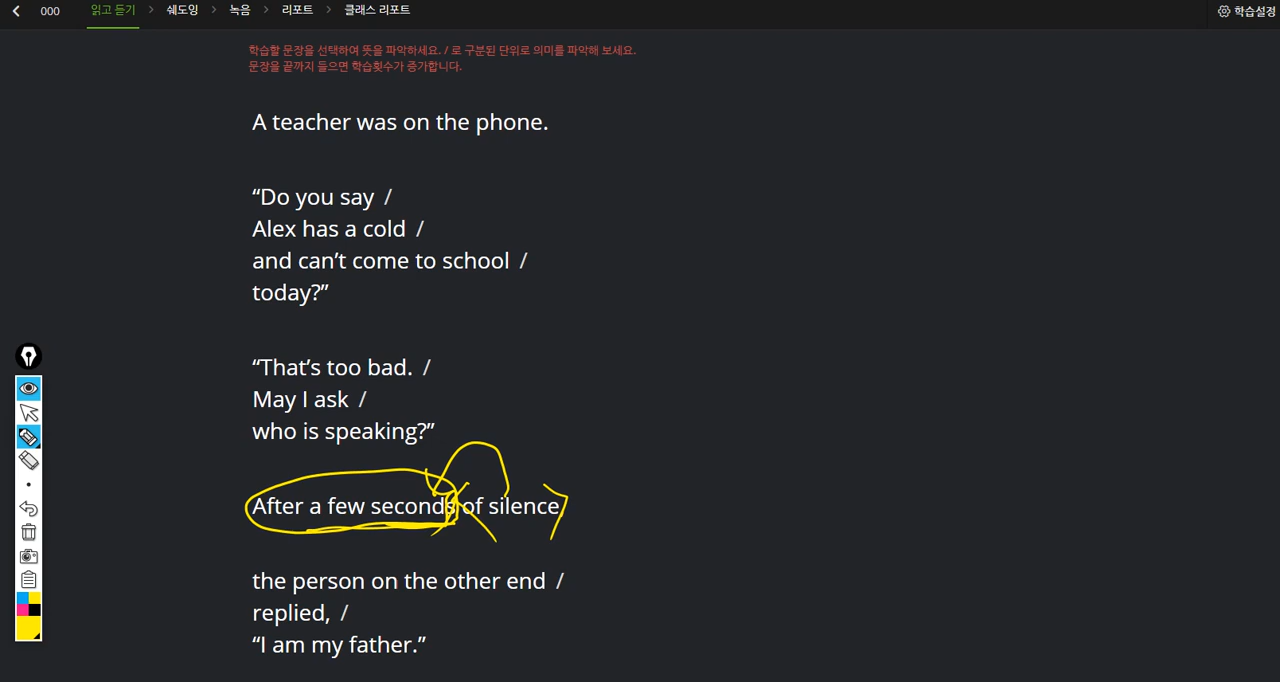 000 읽고 듣기 > 쉐도잉 > 녹음 > 리포트 > 클래스 리포트 학습설정
학습할 문장을 선택하여 뜻을 파악하세요. / 로 구분된 단위로 의미를 파악해 보세요.
문장을 끝까지 들으면 학습횟수가 증가합니다.
A teacher was on the phone.
“Do you say /
Alex has a cold /
and can’t come to school /
today?”
“That’s too bad. /
May I ask /
who is speaking?”
After a few seconds of silence,
the person on the other end /
replied, /
“I am my father.”